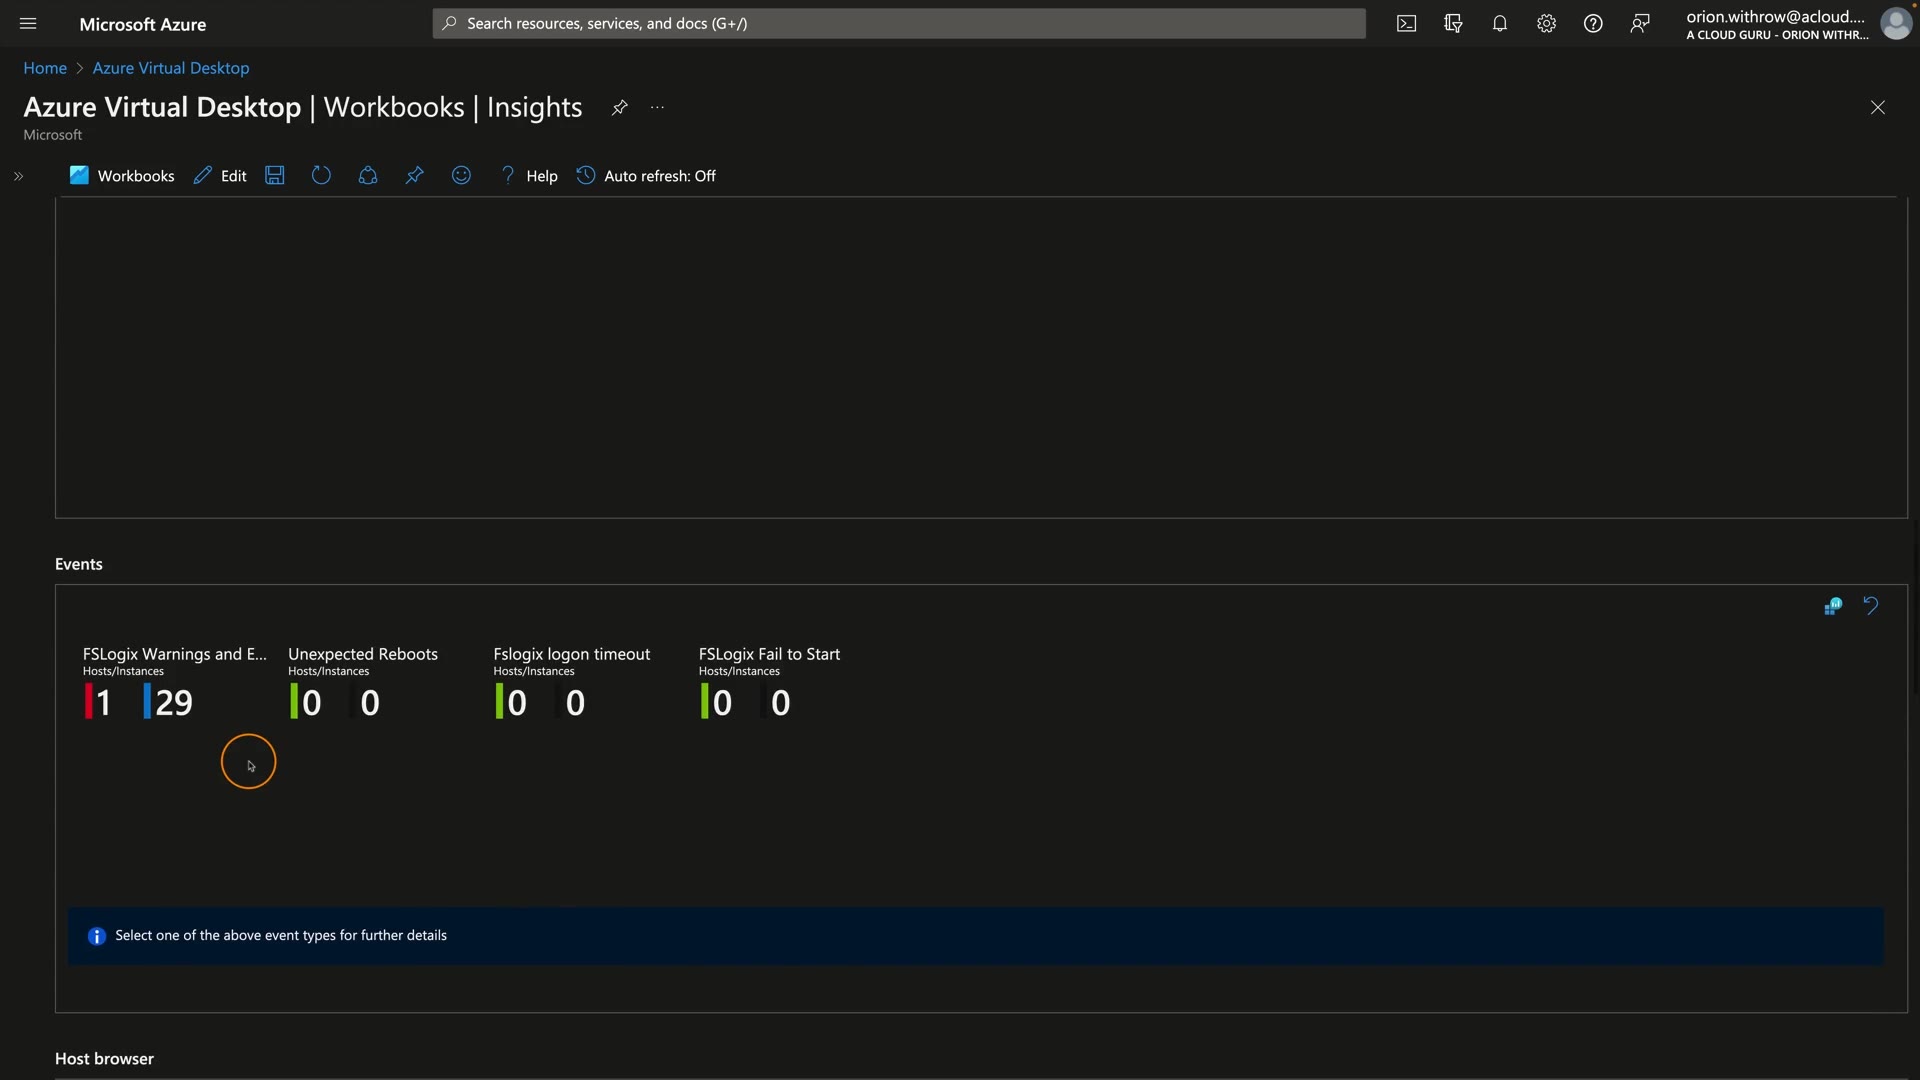 Microsoft Azure
Search resources, services, and docs (G+/)
orion.withrow@acloud....
A CLOUD GURU - ORION WITHR...
Home > Azure Virtual Desktop
Azure Virtual Desktop | Workbooks | Insights
Microsoft
Workbooks Edit Help Auto refresh: Off
Events
FSLogix Warnings and E... Unexpected Reboots Fslogix logon timeout FSLogix Fail to Start
Hosts/Instances Hosts/Instances Hosts/Instances Hosts/Instances
1 29 0 0 0 0 0 0
Select one of the above event types for further details
Host browser